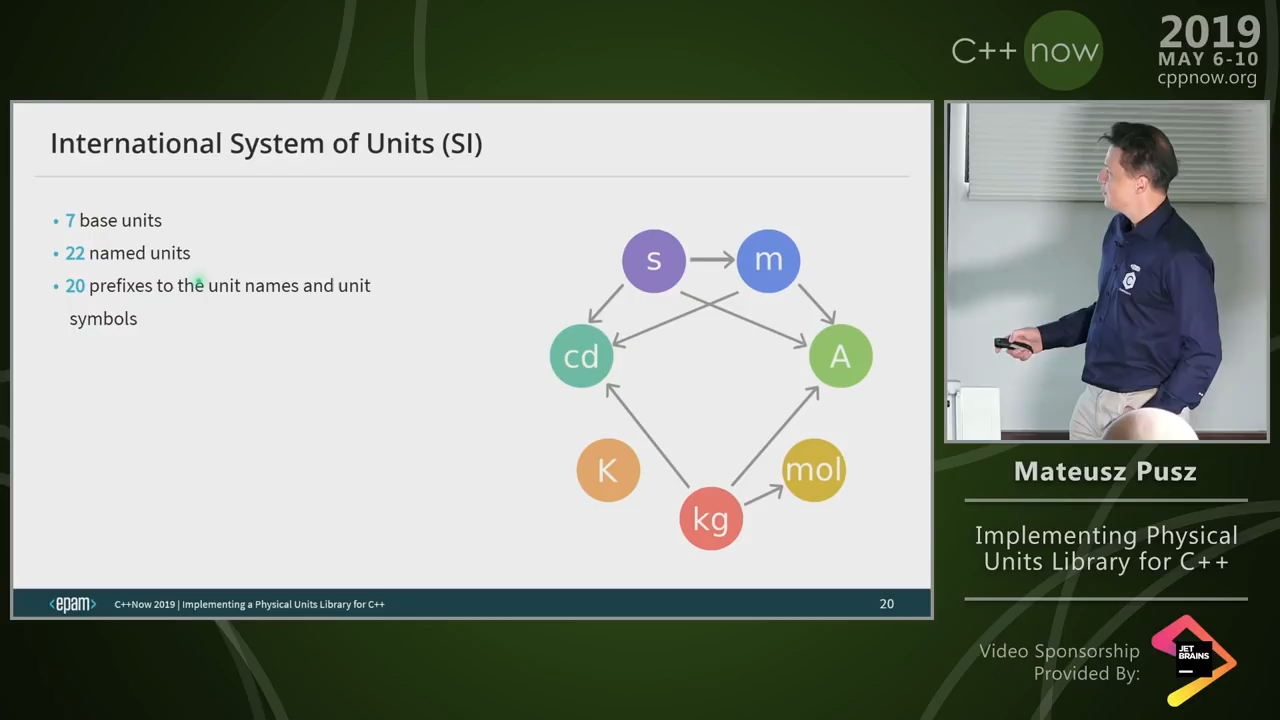 C++ now
2019
MAY 6-10
cppnow.org
International System of Units (SI)
• 7 base units
• 22 named units
• 20 prefixes to the unit names and unit
symbols
s
m
cd
A
K
mol
kg
<epam>
C++Now 2019 | Implementing a Physical Units Library for C++
20
Mateusz Pusz
Implementing Physical
Units Library for C++
Video Sponsorship
Provided By:
JET
BRAINS